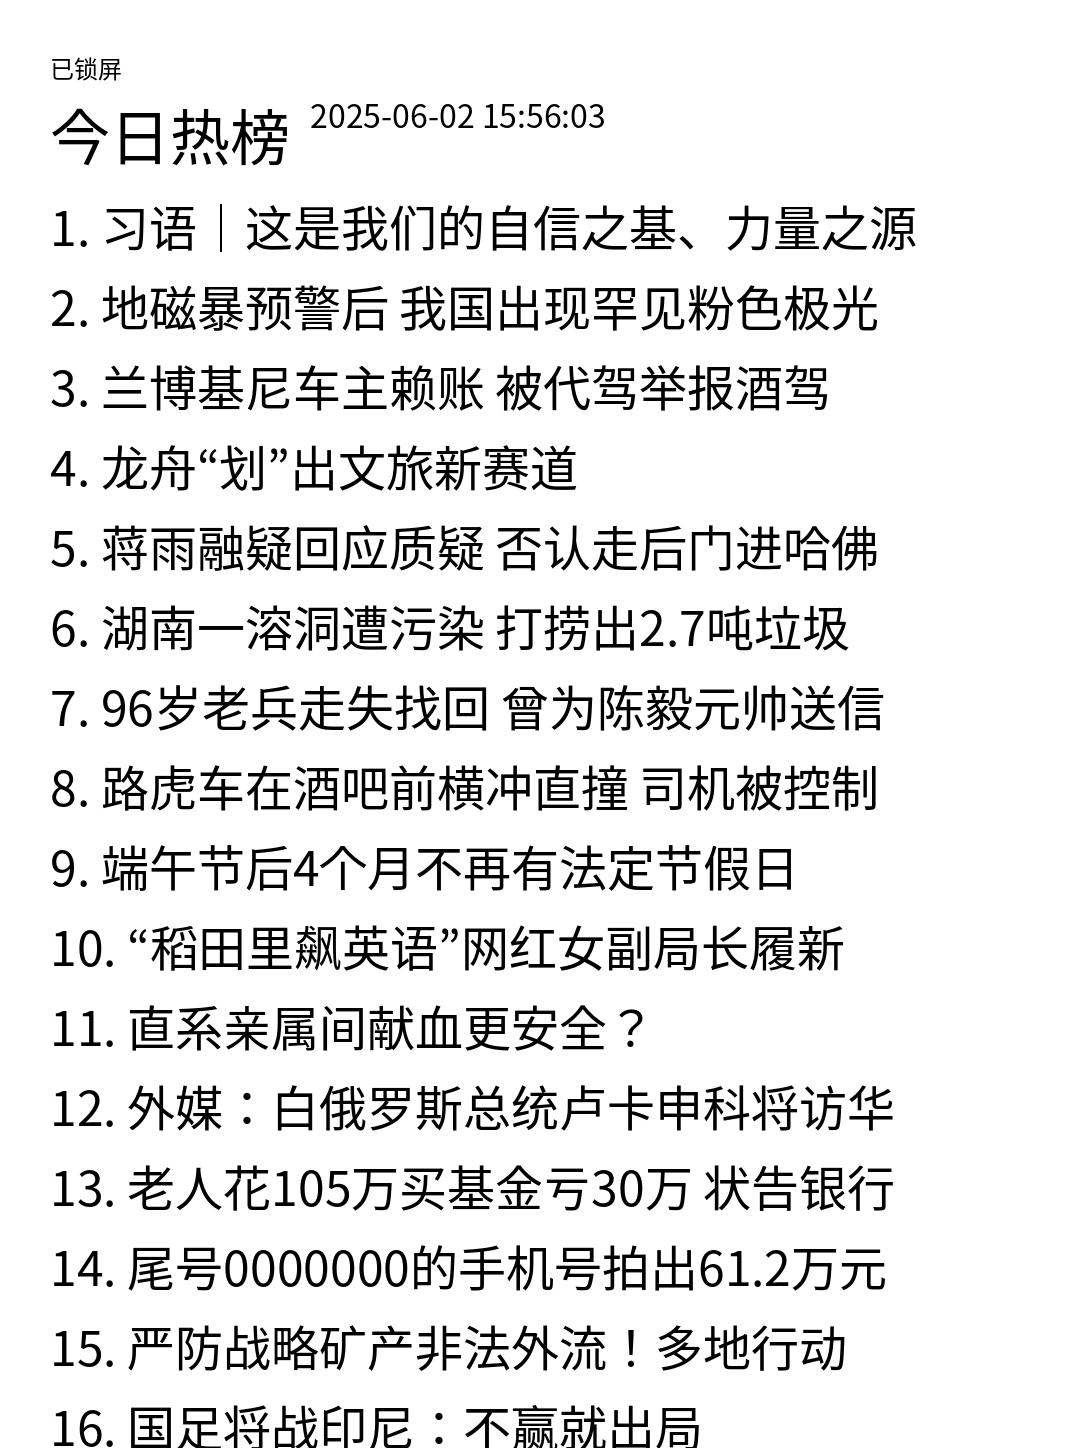 已锁屏
今日热榜 2025-06-02 15:56:03
1. 习语｜这是我们的自信之基、力量之源
2. 地磁暴预警后 我国出现罕见粉色极光
3. 兰博基尼车主赖账 被代驾举报酒驾
4. 龙舟“划”出文旅新赛道
5. 蒋雨融疑回应质疑 否认走后门进哈佛
6. 湖南一溶洞遭污染 打捞出2.7吨垃圾
7. 96岁老兵走失找回 曾为陈毅元帅送信
8. 路虎车在酒吧前横冲直撞 司机被控制
9. 端午节后4个月不再有法定节假日
10. “稻田里飙英语”网红女副局长履新
11. 直系亲属间献血更安全？
12. 外媒：白俄罗斯总统卢卡申科将访华
13. 老人花105万买基金亏30万 状告银行
14. 尾号0000000的手机号拍出61.2万元
15. 严防战略矿产非法外流！多地行动
16. 国足将战印尼：不赢就出局